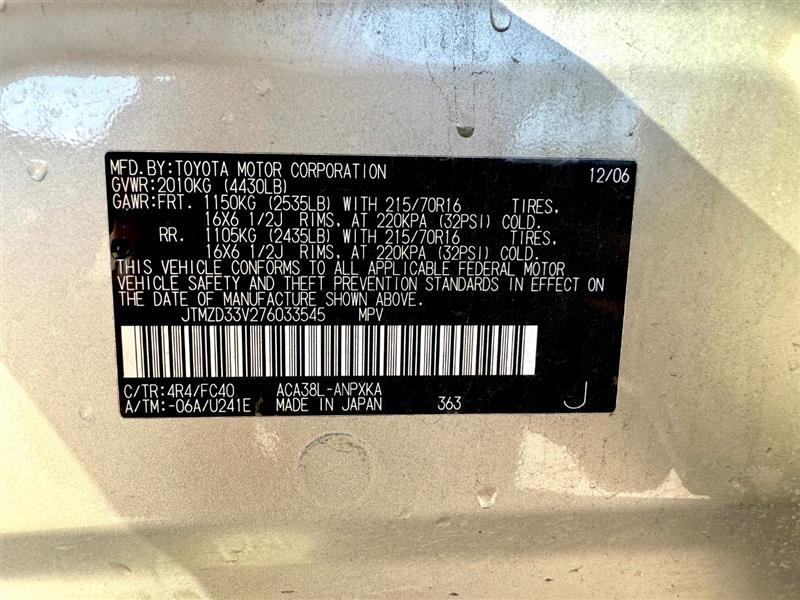 MFD.BY:TOYOTA MOTOR CORPORATION 12/06
GVWR:2010KG (4430LB)
GAWR:FRT. 1150KG (2535LB) WITH 215/70R16 TIRES,
16X6 1/2J RIMS, AT 220KPA (32PSI) COLD.
RR. 1105KG (2435LB) WITH 215/70R16 TIRES,
16X6 1/2J RIMS, AT 220KPA (32PSI) COLD.
THIS VEHICLE CONFORMS TO ALL APPLICABLE FEDERAL MOTOR
VEHICLE SAFETY AND THEFT PREVENTION STANDARDS IN EFFECT ON
THE DATE OF MANUFACTURE SHOWN ABOVE.
JTMZD33V276033545 MPV
C/TR:4R4/FC40 ACA38L-ANPXKA
A/TM:-06A/U241E MADE IN JAPAN 363 J